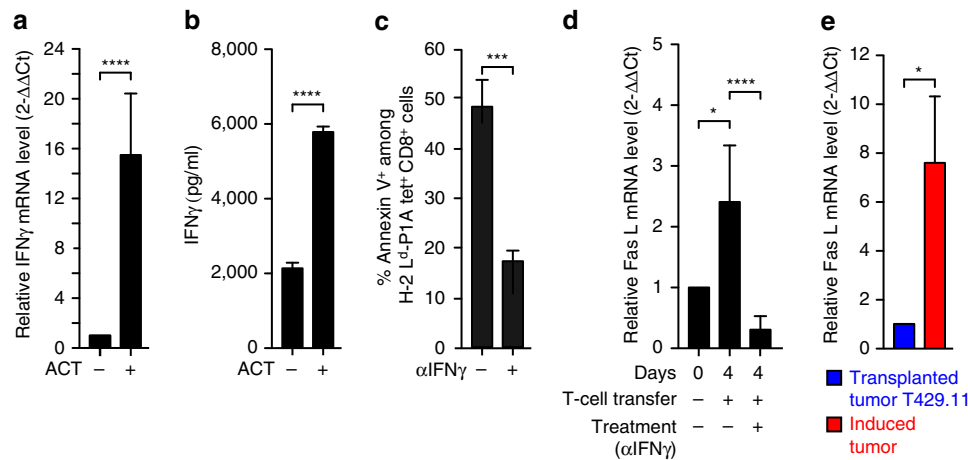 a
Relative IFNγ mRNA level (2-ΔΔCt)
24
20
16
12
8
4
0
****
ACT – +
b
IFNγ (pg/ml)
8,000
6,000
4,000
2,000
0
****
ACT – +
c
% Annexin V⁺ among
H-2 Lᵈ-P1A tet⁺ CD8⁺ cells
60
50
40
30
20
10
0
***
αIFNγ – +
d
Relative Fas L mRNA level (2-ΔΔCt)
5
4
3
2
1
0
*
****
Days 0 4 4
T-cell transfer – + +
Treatment – – +
(αIFNγ)
e
Relative Fas L mRNA level (2-ΔΔCt)
12
10
8
6
4
2
0
*
Transplanted
tumor T429.11
Induced
tumor